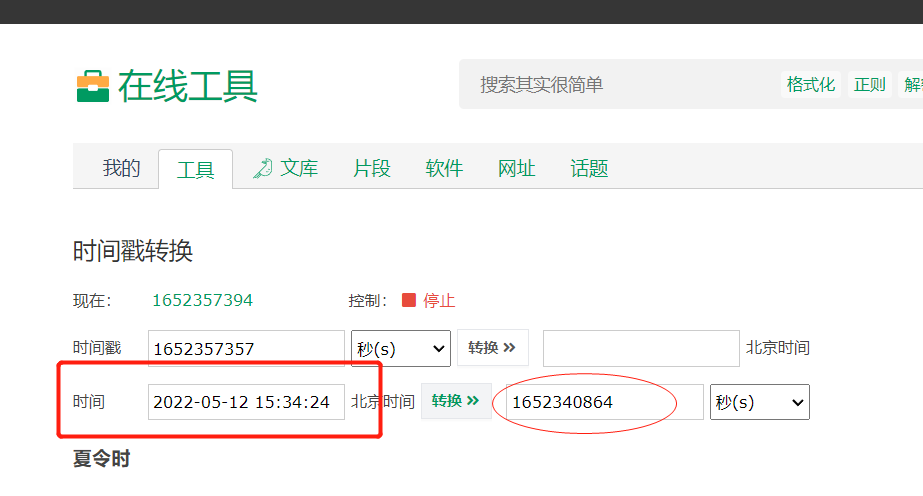 在线工具
搜索其实很简单 格式化 正则
我的 工具 文库 片段 软件 网址 话题
时间戳转换
现在： 1652357394 控制： 停止
时间戳 1652357357 秒(s) 转换 北京时间
时间 2022-05-12 15:34:24 北京时间 转换 1652340864 秒(s)
夏令时